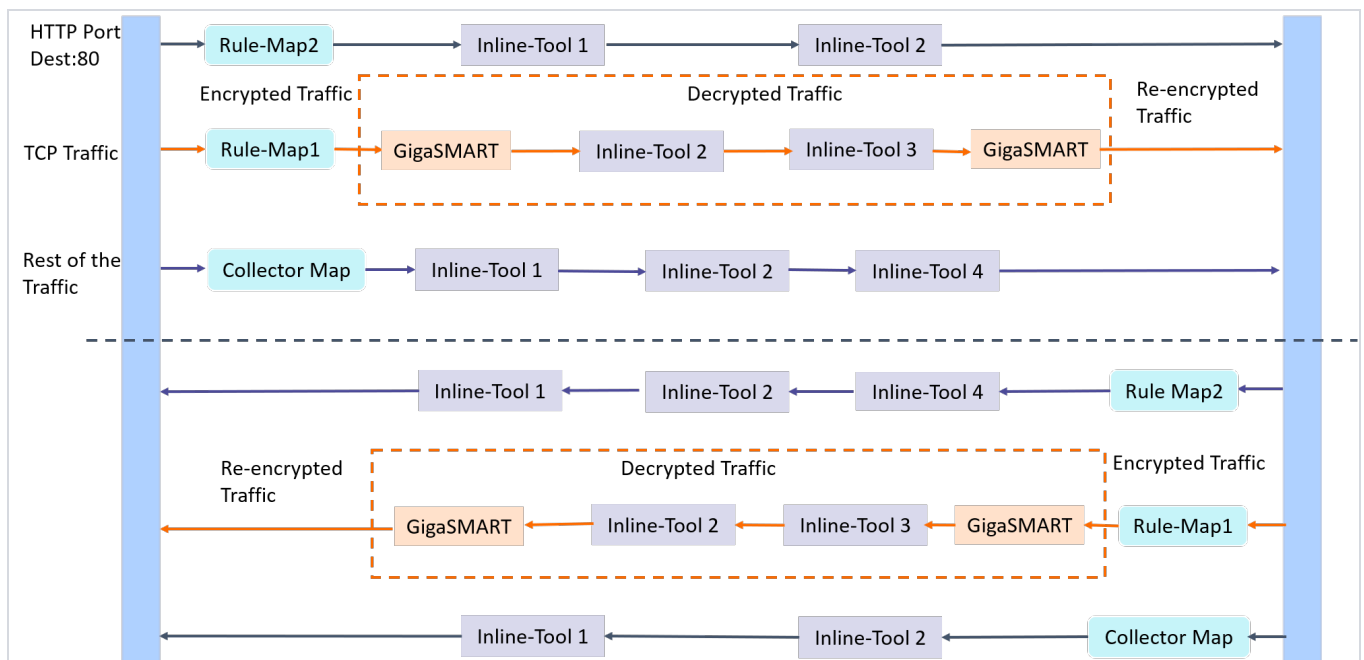 HTTP Port
Dest:80
Rule-Map2
Inline-Tool 1
Inline-Tool 2
Encrypted Traffic
Decrypted Traffic
Re-encrypted
Traffic
TCP Traffic
Rule-Map1
GigaSMART
Inline-Tool 2
Inline-Tool 3
GigaSMART
Rest of the
Traffic
Collector Map
Inline-Tool 1
Inline-Tool 2
Inline-Tool 4
Inline-Tool 1
Inline-Tool 2
Inline-Tool 4
Rule Map2
Re-encrypted
Traffic
Decrypted Traffic
Encrypted Traffic
GigaSMART
Inline-Tool 2
Inline-Tool 3
GigaSMART
Rule-Map1
Inline-Tool 1
Inline-Tool 2
Collector Map